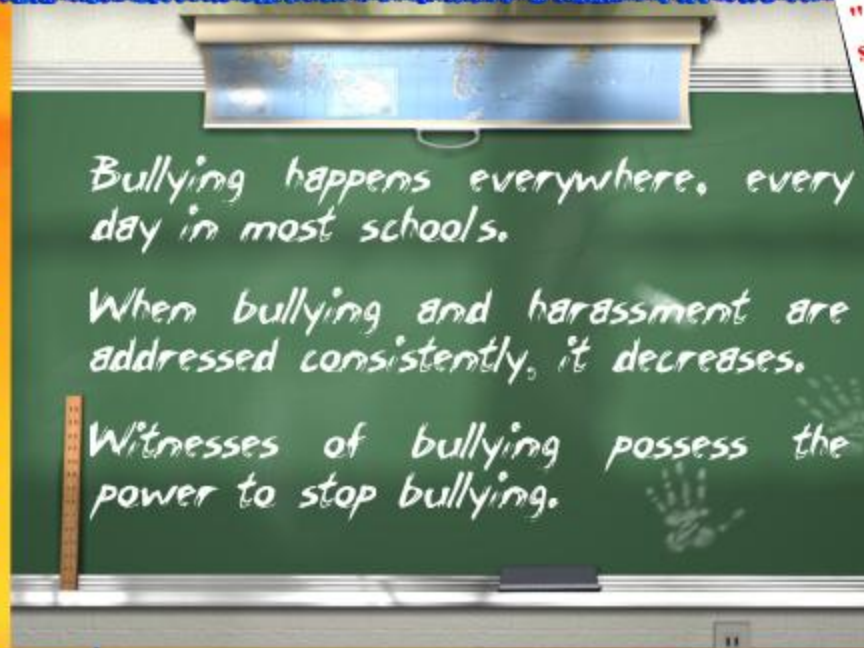 Bullying happens everywhere, every
day in most schools.
When bullying and harassment are
addressed consistently, it decreases.
Witnesses of bullying possess the
power to stop bullying.